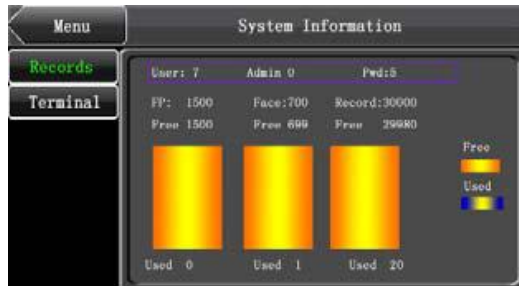 Menu
System Information
Records
Terminal
User: 7 Admin 0 Pwd:5
FP: 1500 Face:700 Record:30000
Free 1500 Free 699 Free 29980
Free
Used
Used 0 Used 1 Used 20